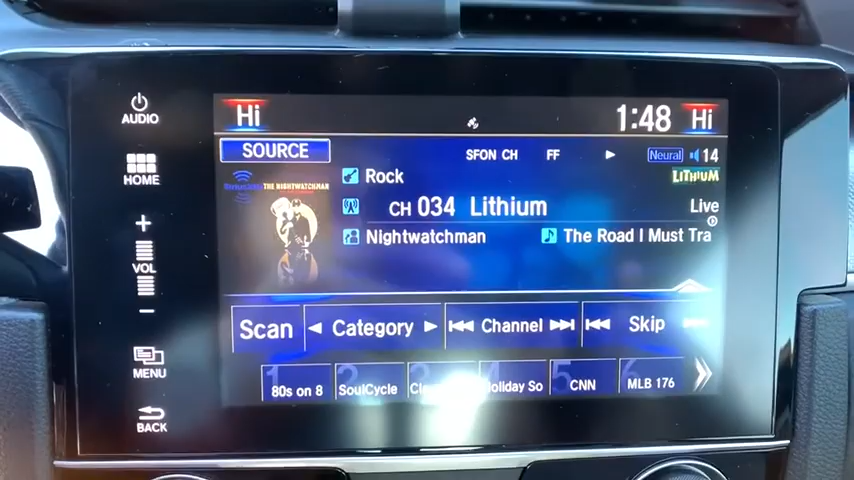 AUDIO
HOME
VOL
MENU
BACK
Hi
1:48 Hi
SOURCE
SFON CH FF Neural 14
SiriusXM
THE NIGHTWATCHMAN
Rock
LITHIUM
CH 034 Lithium
Live
Nightwatchman
The Road I Must Tra
Scan Category Channel Skip
1 80s on 8
2 SoulCycle
3
4 Holiday So
5 CNN
6 MLB 176